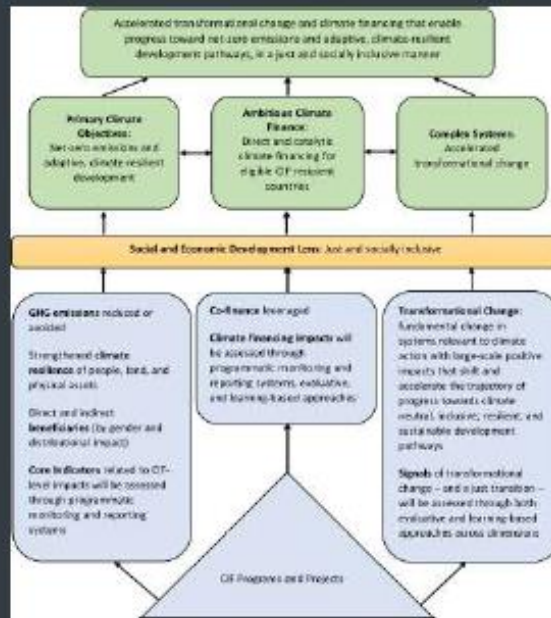 Accelerated transformational change and climate financing that enable
progress toward net-zero emissions and adaptive, climate-resilient
development pathways, in a just and socially inclusive manner
Primary Climate
Objectives:
Net-zero emissions and
adaptive, climate resilient
development
Ambitious Climate
Finance:
Direct and catalytic
climate financing for
eligible CIF recipient
countries
Complex Systems:
Accelerated
transformational change
Social and Economic Development Lens: Just and socially inclusive
GHG emissions reduced or
avoided
Strengthened climate
resilience of people, land, and
physical assets
Direct and indirect
beneficiaries (by gender and
distributional impact)
Core Indicators related to CIF-
level impacts will be assessed
through programmatic
monitoring and reporting
systems
Co-finance leveraged
Climate financing impacts will
be assessed through
programmatic monitoring and
reporting systems, evaluative,
and learning-based approaches
Transformational Change:
fundamental change in
systems relevant to climate
action with large-scale positive
impacts that shift and
accelerate the trajectory of
progress towards climate
neutral, inclusive, resilient, and
sustainable development
pathways
Signals of transformational
change – and a just transition –
will be assessed through both
evaluative and learning-based
approaches across dimensions
CIF Programs and Projects